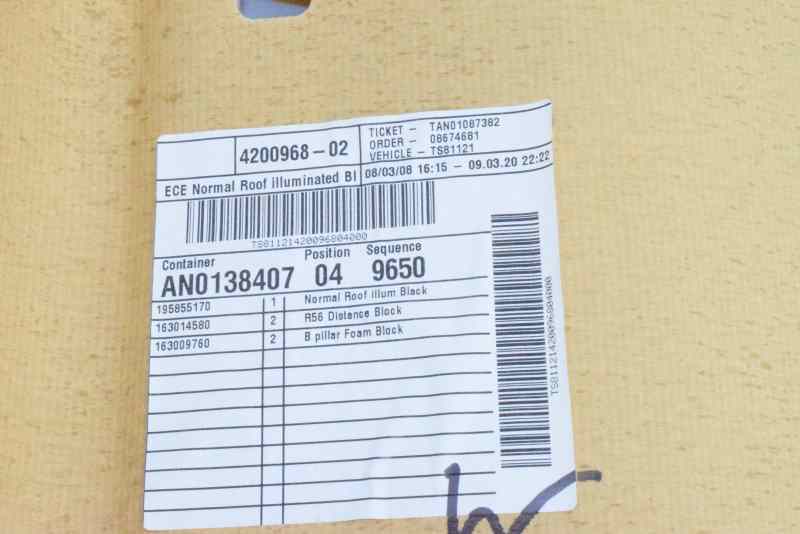 4200968-02
TICKET - TAN01087382
ORDER - 08674681
VEHICLE - TS81121
ECE Normal Roof illuminated Bl
08/03/08 16:15 - 09.03.20 22:22
TS81121420096804000
Container Position Sequence
AN0138407 04 9650
195855170 1 Normal Roof illum Black
163014580 2 R56 Distance Block
163009760 2 B pillar Foam Block
TS81121420096804000